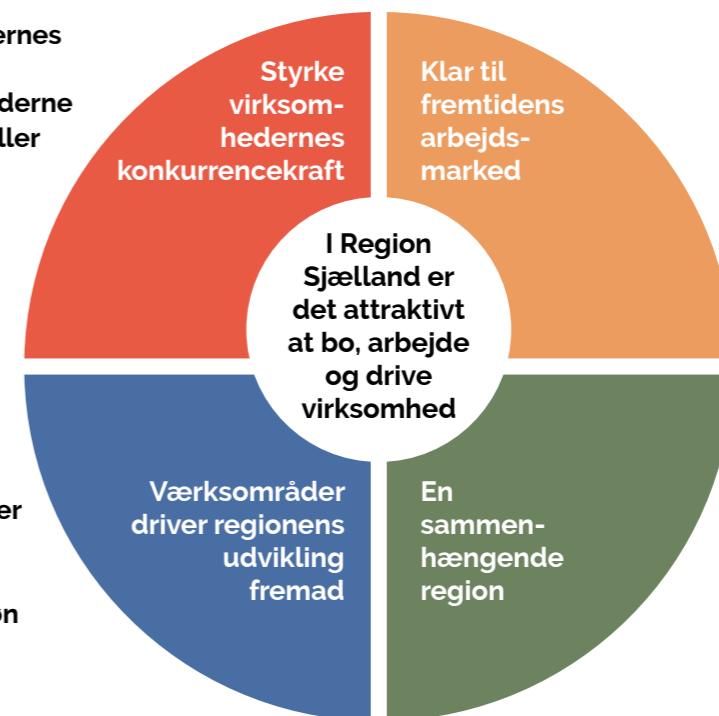 Styrke
virksom-
hedernes
konkurrencekraft
Klar til
fremtidens
arbejds-
marked
I Region
Sjælland er
det attraktivt
at bo, arbejde
og drive
virksomhed
Værksområder
driver regionens
udvikling
fremad
En
sammen-
hængende
region